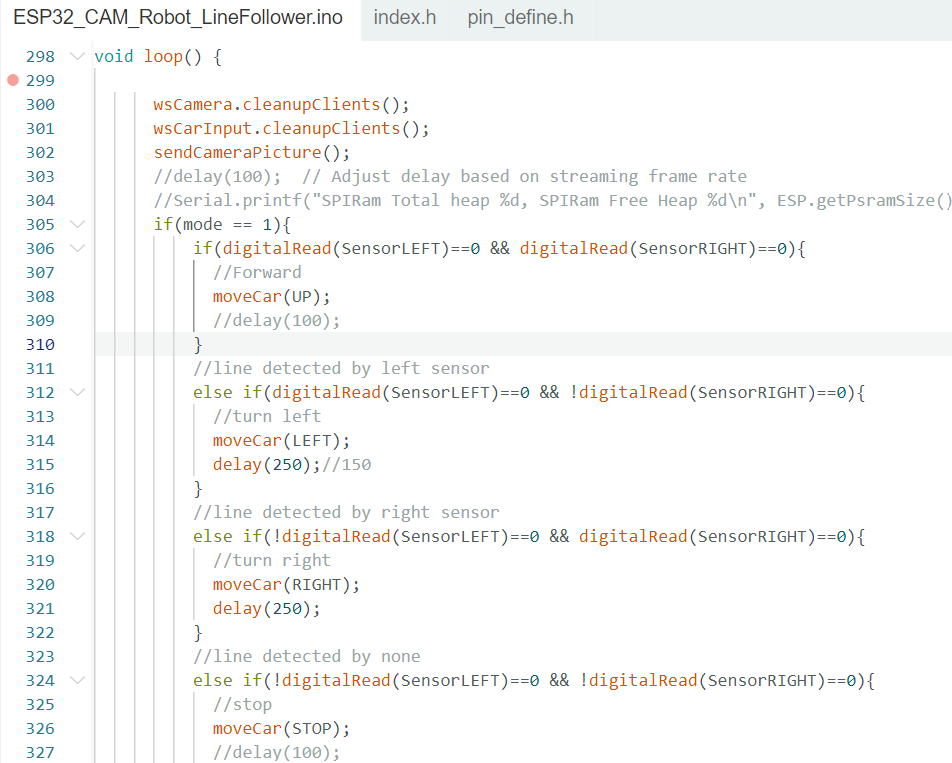 ESP32_CAM_Robot_LineFollower.ino index.h pin_define.h
298 void loop() {
299
300 wsCamera.cleanupClients();
301 wsCarInput.cleanupClients();
302 sendCameraPicture();
303 //delay(100);  // Adjust delay based on streaming frame rate
304 //Serial.printf("SPIRam Total heap %d, SPIRam Free Heap %d\n", ESP.getPsramSize()
305 if(mode == 1){
306 if(digitalRead(SensorLEFT)==0 && digitalRead(SensorRIGHT)==0){
307 //Forward
308 moveCar(UP);
309 //delay(100);
310 }
311 //line detected by left sensor
312 else if(digitalRead(SensorLEFT)==0 && !digitalRead(SensorRIGHT)==0){
313 //turn left
314 moveCar(LEFT);
315 delay(250);//150
316 }
317 //line detected by right sensor
318 else if(!digitalRead(SensorLEFT)==0 && digitalRead(SensorRIGHT)==0){
319 //turn right
320 moveCar(RIGHT);
321 delay(250);
322 }
323 //line detected by none
324 else if(!digitalRead(SensorLEFT)==0 && !digitalRead(SensorRIGHT)==0){
325 //stop
326 moveCar(STOP);
327 //delay(100);